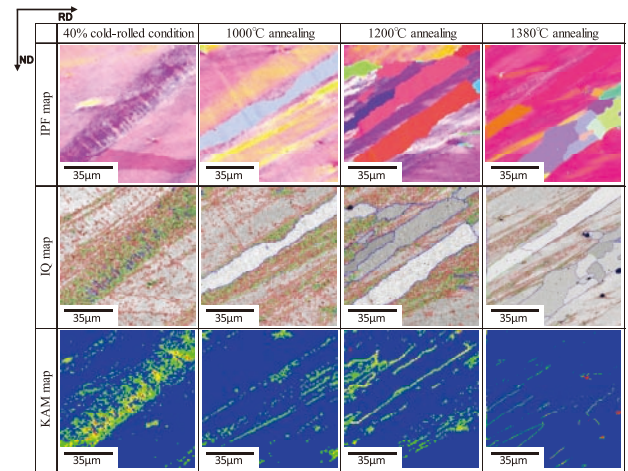 RD
ND
40% cold-rolled condition 1000℃ annealing 1200℃ annealing 1380℃ annealing
IPF map
35μm 35μm 35μm 35μm
IQ map
35μm 35μm 35μm 35μm
KAM map
35μm 35μm 35μm 35μm